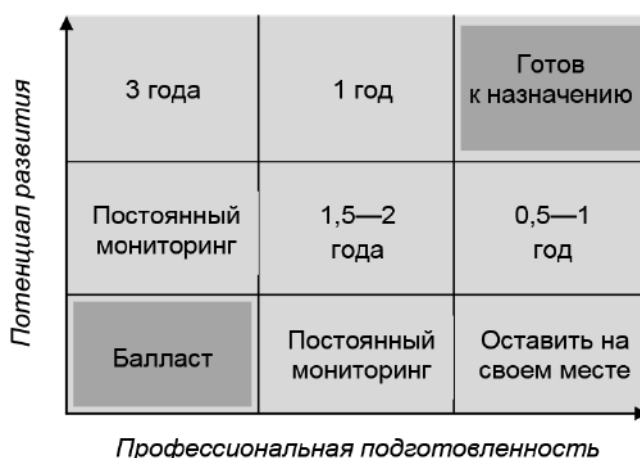 Потенциал развития
3 года
1 год
Готов
к назначению
Постоянный
мониторинг
1,5—2
года
0,5—1
год
Балласт
Постоянный
мониторинг
Оставить на
своем месте
Профессиональная подготовленность